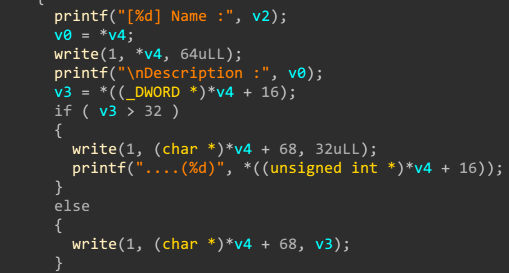 {
printf("[%d] Name :", v2);
v0 = *v4;
write(1, *v4, 64uLL);
printf("\nDescription :", v0);
v3 = *((_DWORD *)*v4 + 16);
if ( v3 > 32 )
{
write(1, (char *)*v4 + 68, 32uLL);
printf("....(%d)", *((unsigned int *)*v4 + 16));
}
else
{
write(1, (char *)*v4 + 68, v3);
}